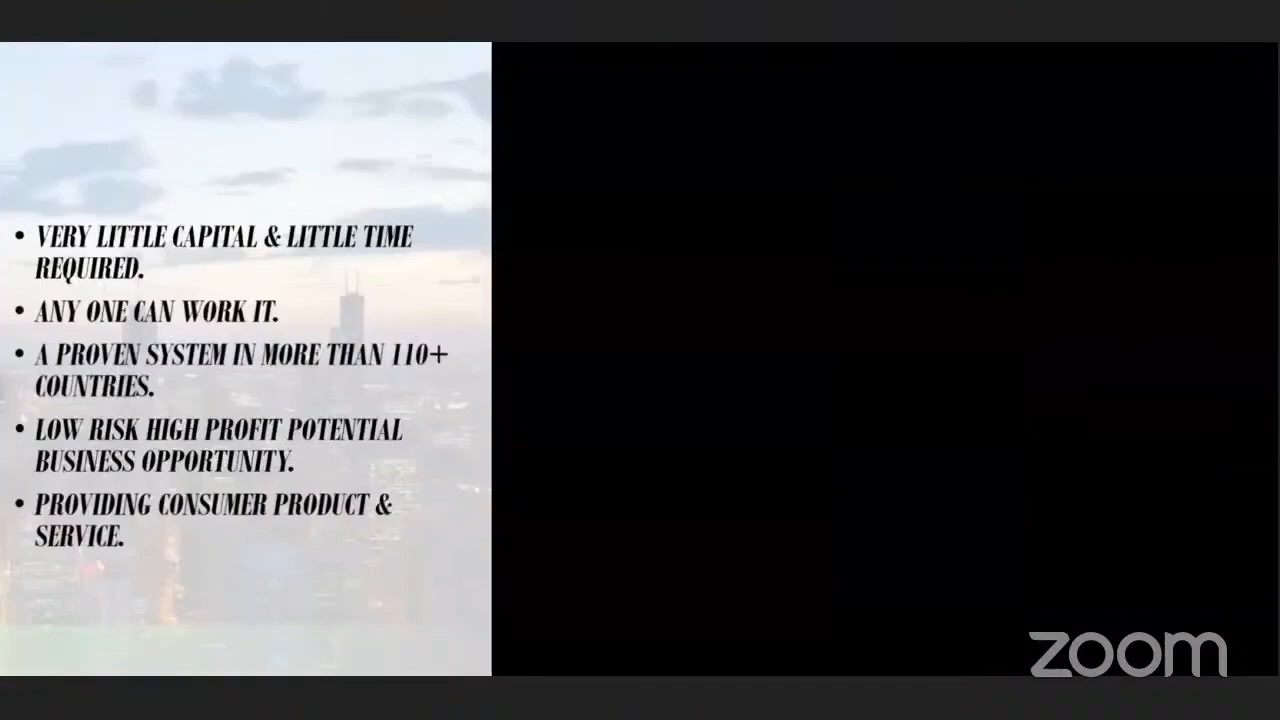 • VERY LITTLE CAPITAL & LITTLE TIME
REQUIRED.
• ANY ONE CAN WORK IT.
• A PROVEN SYSTEM IN MORE THAN 110+
COUNTRIES.
• LOW RISK HIGH PROFIT POTENTIAL
BUSINESS OPPORTUNITY.
• PROVIDING CONSUMER PRODUCT &
SERVICE.
zoom